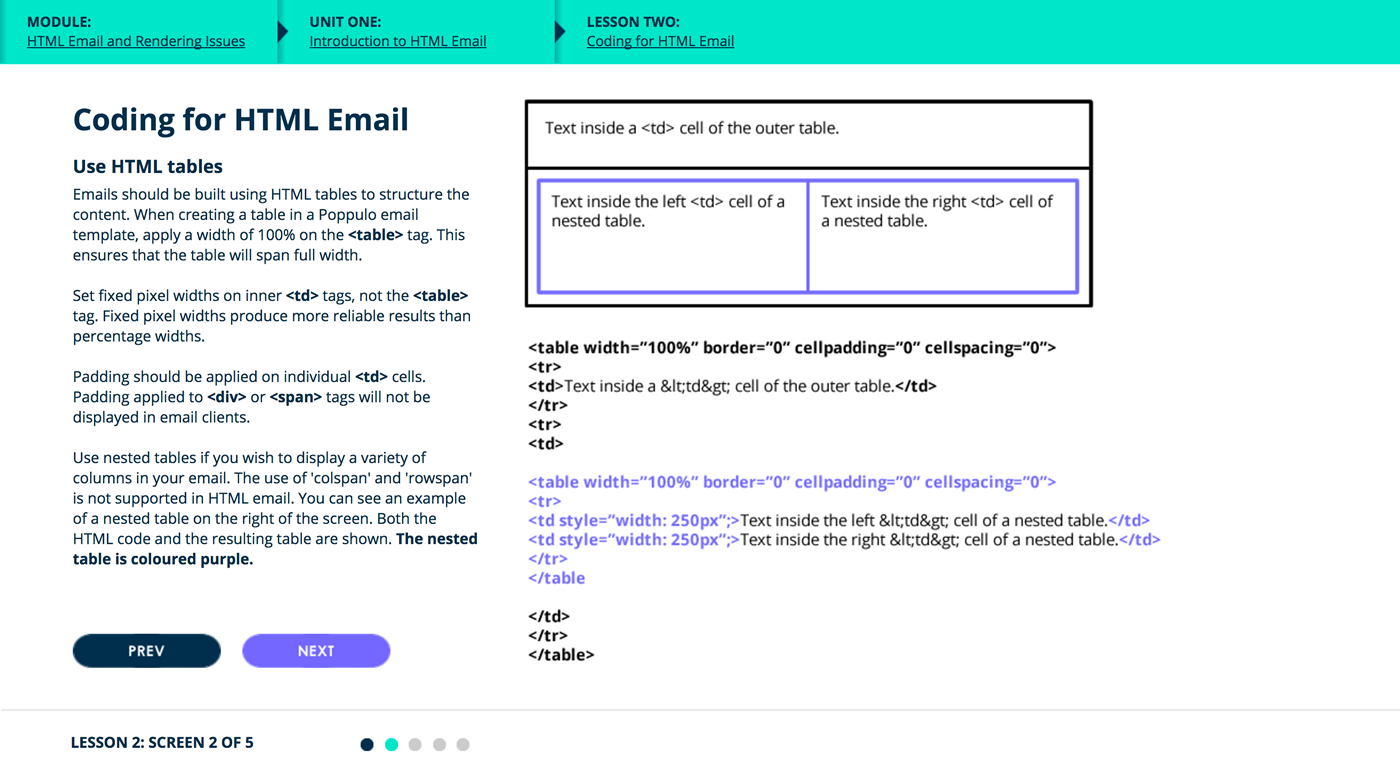 MODULE:
HTML Email and Rendering Issues
UNIT ONE:
Introduction to HTML Email
LESSON TWO:
Coding for HTML Email
Coding for HTML Email
Use HTML tables
Emails should be built using HTML tables to structure the
content. When creating a table in a Poppulo email
template, apply a width of 100% on the <table> tag. This
ensures that the table will span full width.
Set fixed pixel widths on inner <td> tags, not the <table>
tag. Fixed pixel widths produce more reliable results than
percentage widths.
Padding should be applied on individual <td> cells.
Padding applied to <div> or <span> tags will not be
displayed in email clients.
Use nested tables if you wish to display a variety of
columns in your email. The use of 'colspan' and 'rowspan'
is not supported in HTML email. You can see an example
of a nested table on the right of the screen. Both the
HTML code and the resulting table are shown. The nested
table is coloured purple.
PREV
NEXT
Text inside a <td> cell of the outer table.
Text inside the left <td> cell of a
nested table.
Text inside the right <td> cell of
a nested table.
<table width=”100%” border=”0” cellpadding=”0” cellspacing=”0”>
<tr>
<td>Text inside a &lt;td&gt; cell of the outer table.</td>
</tr>
<tr>
<td>
<table width=”100%” border=”0” cellpadding=”0” cellspacing=”0”>
<tr>
<td style=”width: 250px”;>Text inside the left &lt;td&gt; cell of a nested table.</td>
<td style=”width: 250px”;>Text inside the right &lt;td&gt; cell of a nested table.</td>
</tr>
</table
</td>
</tr>
</table>
LESSON 2: SCREEN 2 OF 5